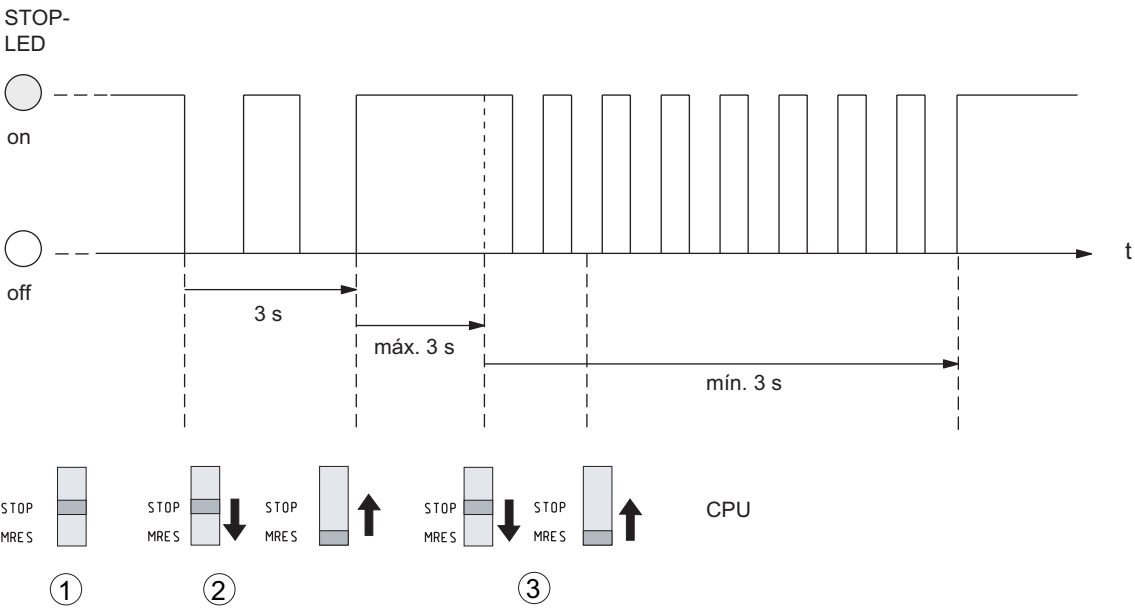 STOP-
LED
on
off
t
3 s
máx. 3 s
mín. 3 s
STOP
MRES
STOP
MRES
STOP
MRES
STOP
MRES
STOP
MRES
CPU
1
2
3